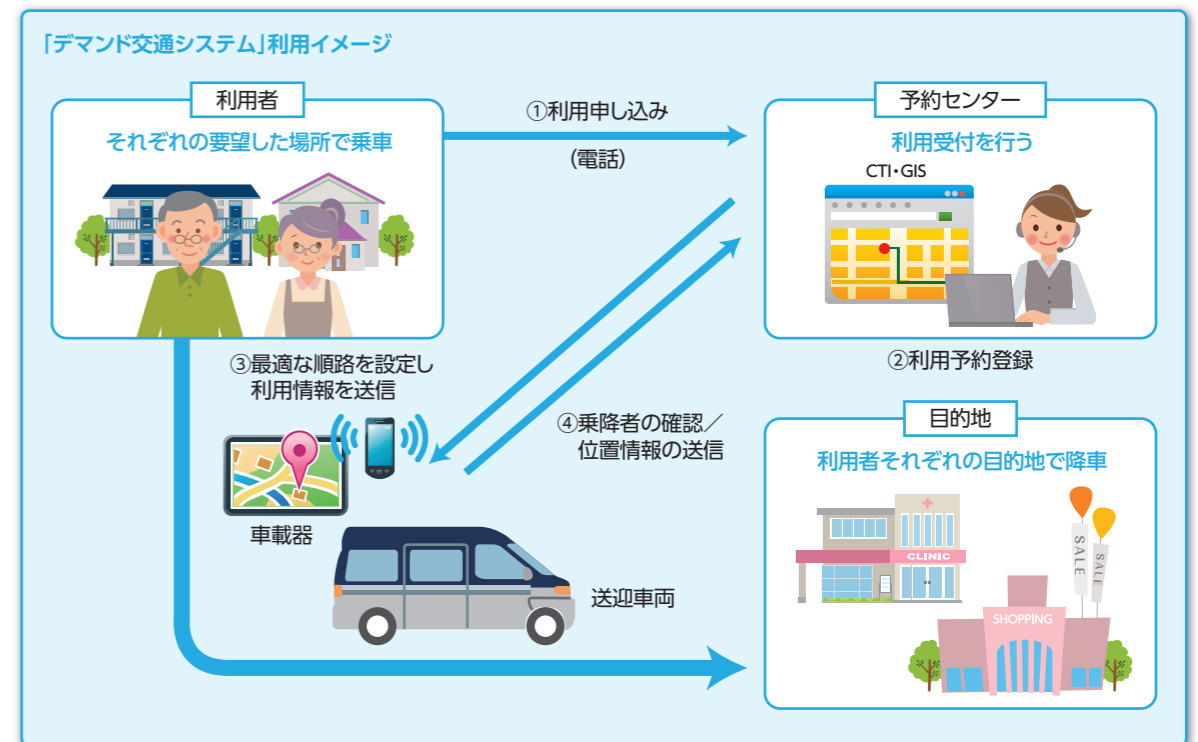 「デマンド交通システム」利用イメージ
利用者
それぞれの要望した場所で乗車
①利用申し込み
(電話)
予約センター
利用受付を行う
CTI・GIS
②利用予約登録
③最適な順路を設定し
利用情報を送信
④乗降者の確認／
位置情報の送信
車載器
送迎車両
目的地
利用者それぞれの目的地で降車
CLINIC
SALE
SALE
SHOPPING